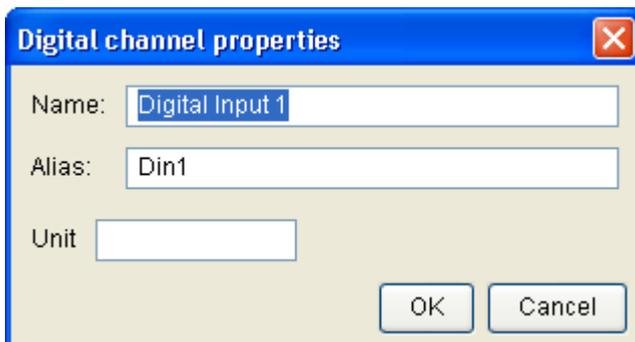 Digital channel properties
Name: Digital Input 1
Alias: Din1
Unit
OK Cancel